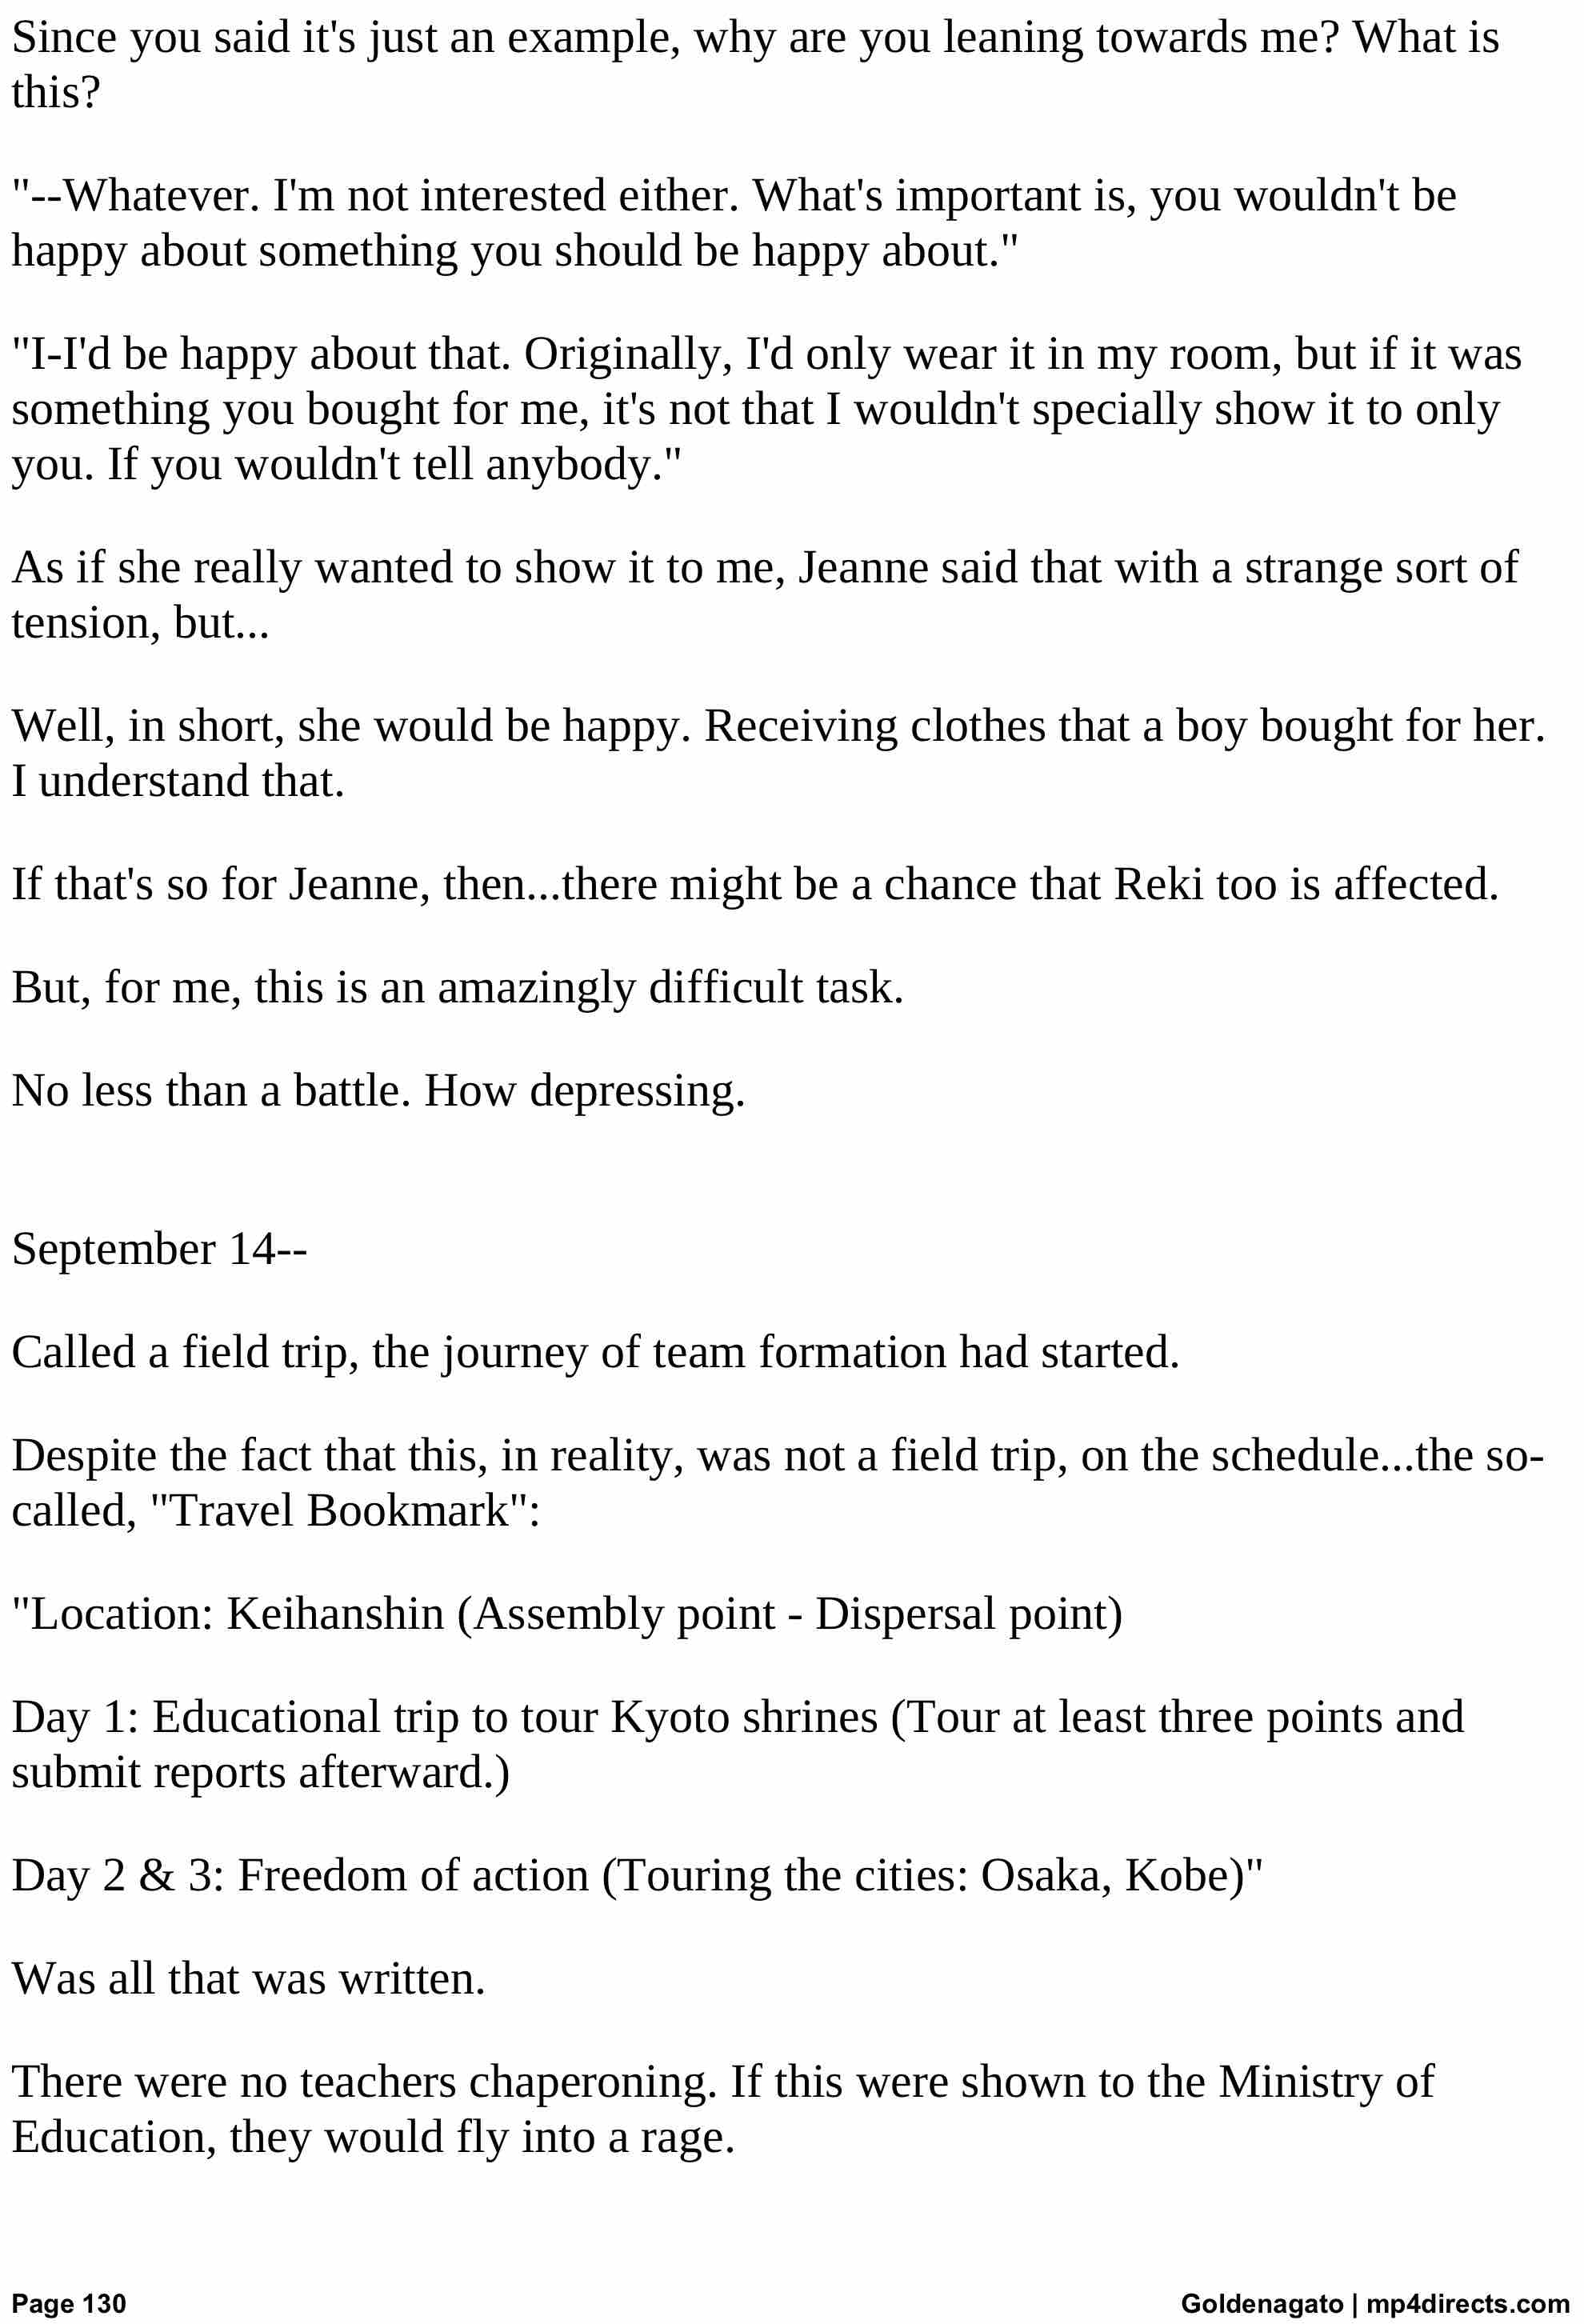 Since you said it's just an example, why are you leaning towards me? What is
this?
"--Whatever. I'm not interested either. What's important is, you wouldn't be
happy about something you should be happy about."
"I-I'd be happy about that. Originally, I'd only wear it in my room, but if it was
something you bought for me, it's not that I wouldn't specially show it to only
you. If you wouldn't tell anybody."
As if she really wanted to show it to me, Jeanne said that with a strange sort of
tension, but...
Well, in short, she would be happy. Receiving clothes that a boy bought for her.
I understand that.
If that's so for Jeanne, then...there might be a chance that Reki too is affected.
But, for me, this is an amazingly difficult task.
No less than a battle. How depressing.
September 14--
Called a field trip, the journey of team formation had started.
Despite the fact that this, in reality, was not a field trip, on the schedule...the so-
called, "Travel Bookmark":
"Location: Keihanshin (Assembly point - Dispersal point)
Day 1: Educational trip to tour Kyoto shrines (Tour at least three points and
submit reports afterward.)
Day 2 & 3: Freedom of action (Touring the cities: Osaka, Kobe)"
Was all that was written.
There were no teachers chaperoning. If this were shown to the Ministry of
Education, they would fly into a rage.
Page 130
Goldenagato | mp4directs.com